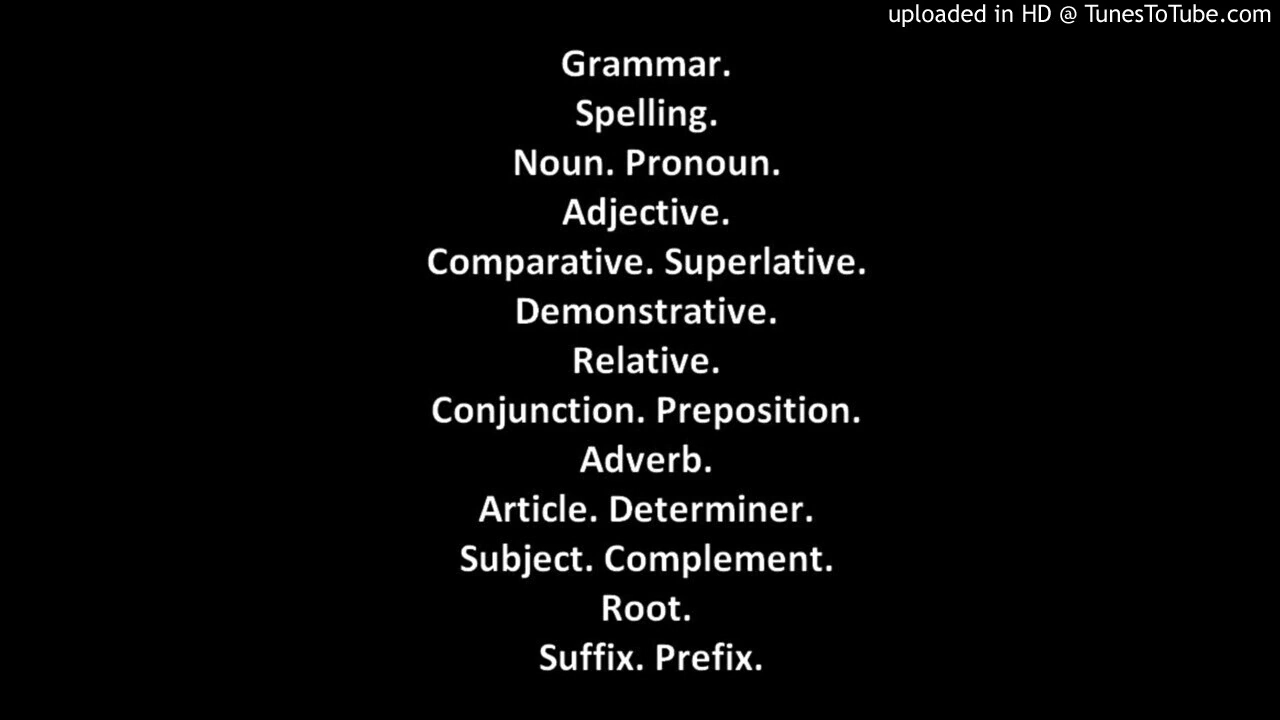 uploaded in HD @ TunesToTube.com
Grammar.
Spelling.
Noun. Pronoun.
Adjective.
Comparative. Superlative.
Demonstrative.
Relative.
Conjunction. Preposition.
Adverb.
Article. Determiner.
Subject. Complement.
Root.
Suffix. Prefix.